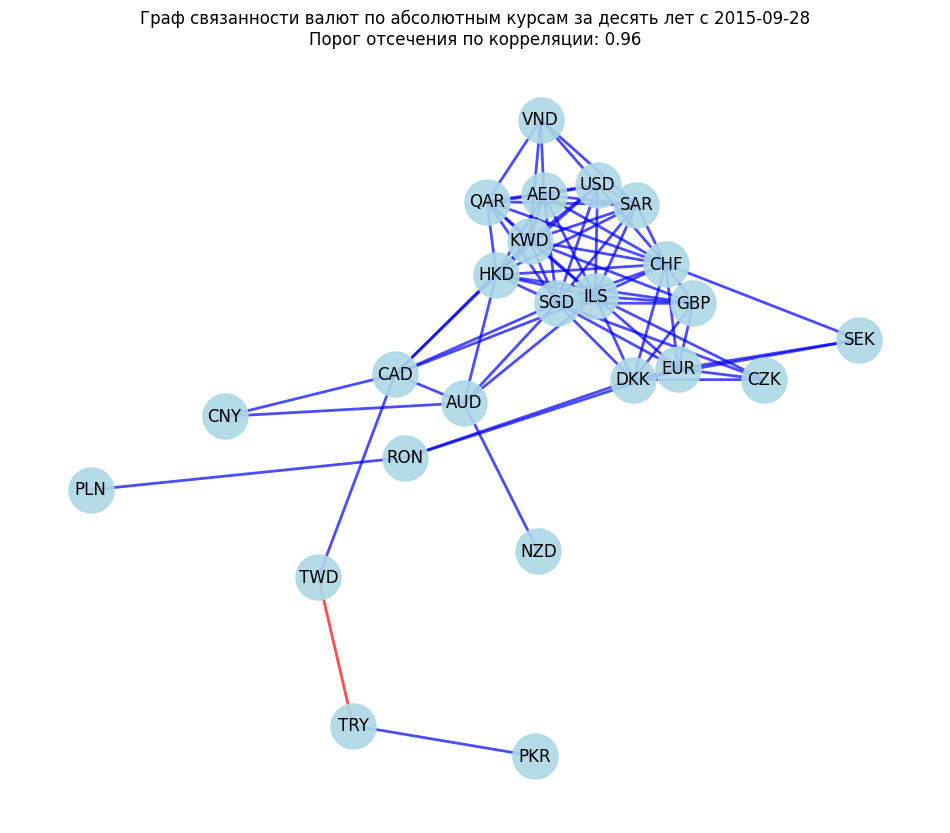 Граф связанности валют по абсолютным курсам за десять лет с 2015-09-28
Порог отсечения по корреляции: 0.96
VND
USD
AED
QAR
SAR
KWD
CHF
HKD
ILS
SGD
GBP
SEK
EUR
CAD
DKK
CZK
AUD
CNY
RON
PLN
NZD
TWD
TRY
PKR